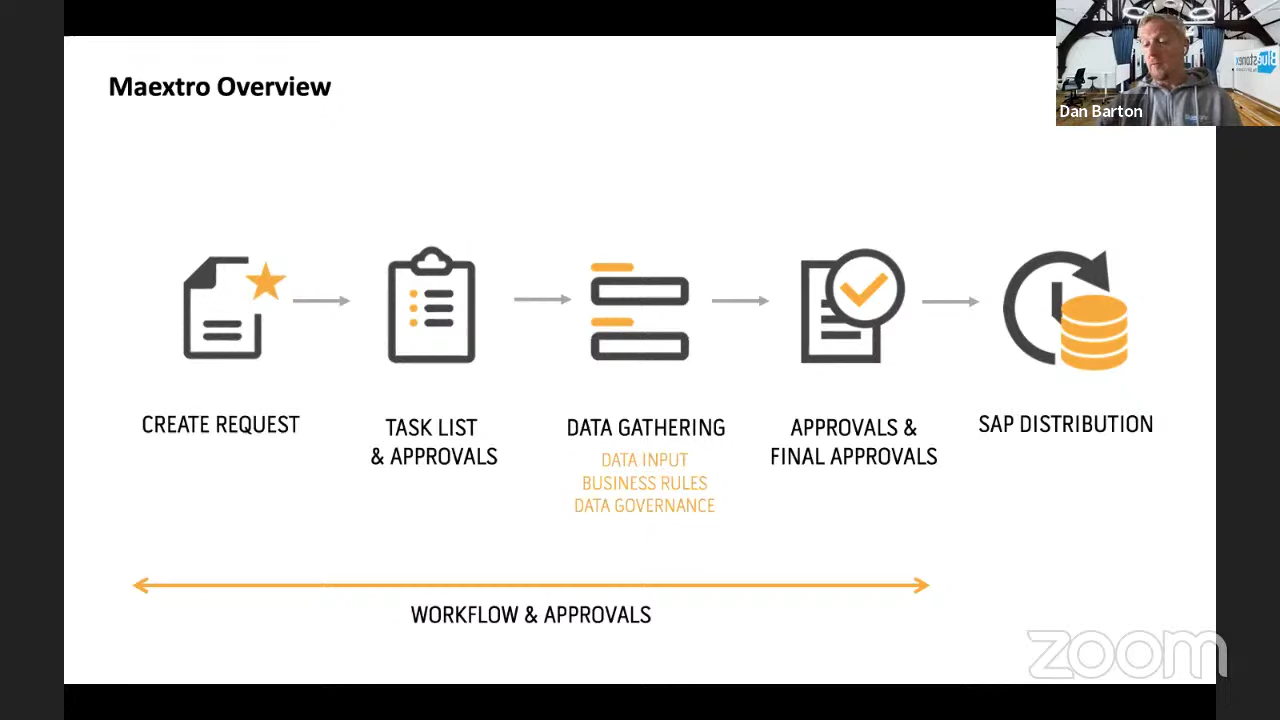 Maextro Overview
Dan Barton
CREATE REQUEST
TASK LIST
& APPROVALS
DATA GATHERING
DATA INPUT
BUSINESS RULES
DATA GOVERNANCE
APPROVALS &
FINAL APPROVALS
SAP DISTRIBUTION
WORKFLOW & APPROVALS
zoom